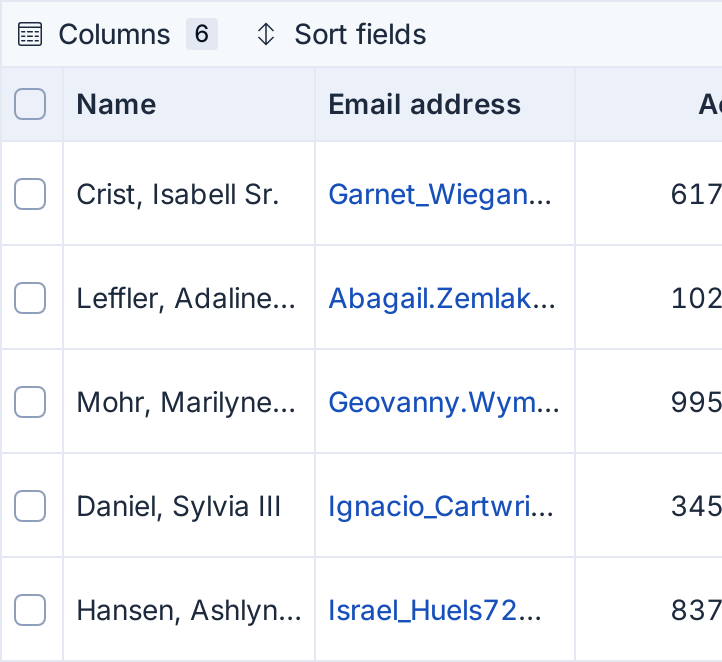 Columns 6 Sort fields
Name Email address
Crist, Isabell Sr. Garnet_Wiegan... 617
Leffler, Adaline... Abagail.Zemlak... 102
Mohr, Marilyne... Geovanny.Wym... 995
Daniel, Sylvia III Ignacio_Cartwri... 345
Hansen, Ashlyn... Israel_Huels72... 837